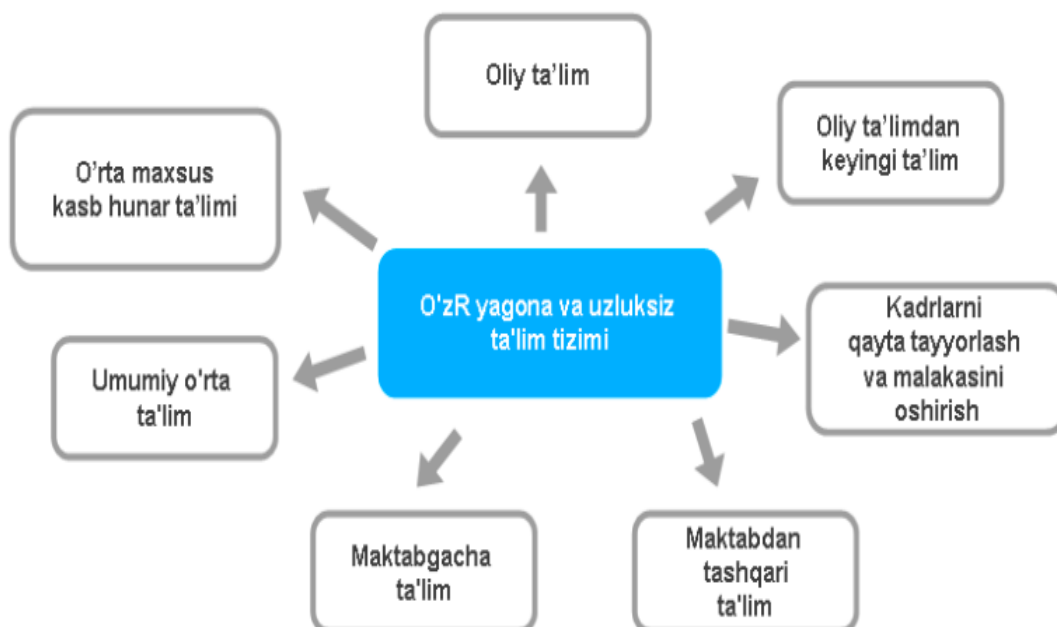 Oliy ta’lim
Oliy ta’limdan
keyingi ta’lim
O’rta maxsus
kasb hunar ta’limi
O'zR yagona va uzluksiz
ta'lim tizimi
Kadrlarni
qayta tayyorlash
va malakasini
oshirish
Umumiy o'rta
ta'lim
Maktabgacha
ta'lim
Maktabdan
tashqari
ta'lim